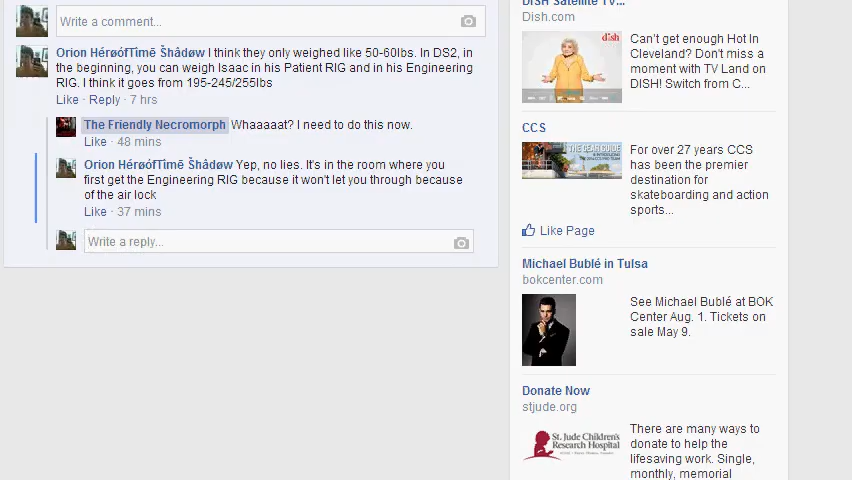 Write a comment...
Orion HérøófTïmē Šhâdøw I think they only weighed like 50-60lbs. In DS2, in
the beginning, you can weigh Isaac in his Patient RIG and in his Engineering
RIG. I think it goes from 195-245/255lbs
Like · Reply · 7 hrs
The Friendly Necromorph Whaaaaat? I need to do this now.
Like · 48 mins
Orion HérøófTïmē Šhâdøw Yep, no lies. It's in the room where you
first get the Engineering RIG because it won't let you through because
of the air lock
Like · 37 mins
Write a reply...
DISH Satellite TV...
Dish.com
dish
Can't get enough Hot In
Cleveland? Don't miss a
moment with TV Land on
DISH! Switch from C...
CCS
THE GEAR GUIDE
For over 27 years CCS
has been the premier
destination for
skateboarding and action
sports...
Like Page
Michael Bublé in Tulsa
bokcenter.com
See Michael Bublé at BOK
Center Aug. 1. Tickets on
sale May 9.
Donate Now
stjude.org
St. Jude Children's
Research Hospital
There are many ways to
donate to help the
lifesaving work. Single,
monthly, memorial